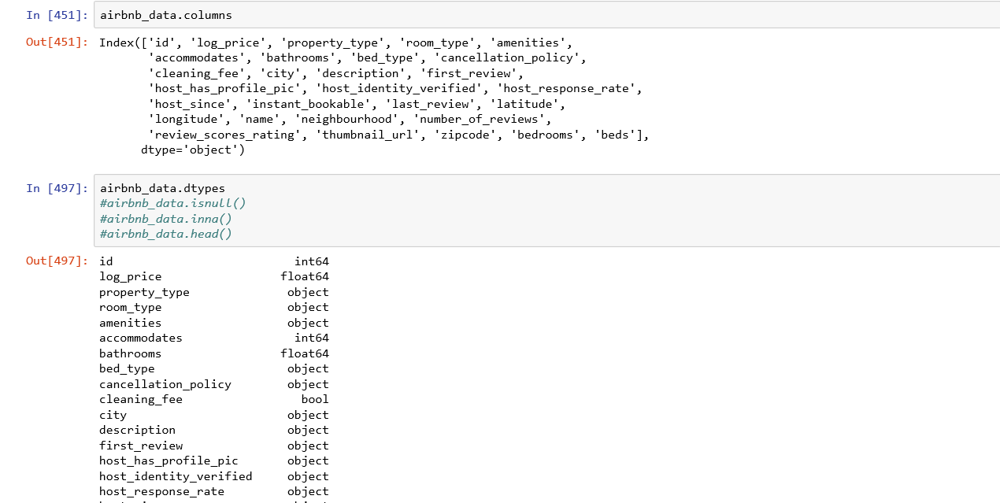 In [451]: airbnb_data.columns
Out[451]: Index(['id', 'log_price', 'property_type', 'room_type', 'amenities',
'accommodates', 'bathrooms', 'bed_type', 'cancellation_policy',
'cleaning_fee', 'city', 'description', 'first_review',
'host_has_profile_pic', 'host_identity_verified', 'host_response_rate',
'host_since', 'instant_bookable', 'last_review', 'latitude',
'longitude', 'name', 'neighbourhood', 'number_of_reviews',
'review_scores_rating', 'thumbnail_url', 'zipcode', 'bedrooms', 'beds'],
dtype='object')
In [497]: airbnb_data.dtypes
#airbnb_data.isnull()
#airbnb_data.inna()
#airbnb_data.head()
Out[497]: id int64
log_price float64
property_type object
room_type object
amenities object
accommodates int64
bathrooms float64
bed_type object
cancellation_policy object
cleaning_fee bool
city object
description object
first_review object
host_has_profile_pic object
host_identity_verified object
host_response_rate object